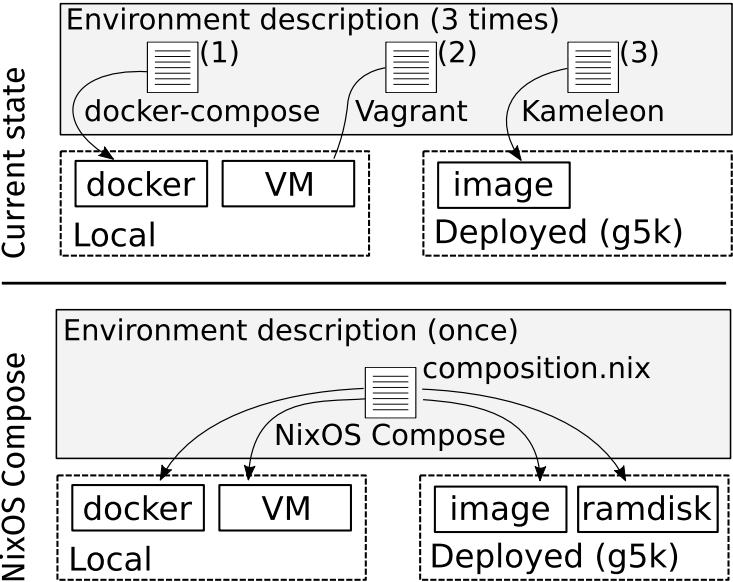 Current state
Environment description (3 times)
(1)
(2)
(3)
docker-compose
Vagrant
Kameleon
docker
VM
Local
image
Deployed (g5k)
NixOS Compose
Environment description (once)
composition.nix
NixOS Compose
docker
VM
Local
image
ramdisk
Deployed (g5k)